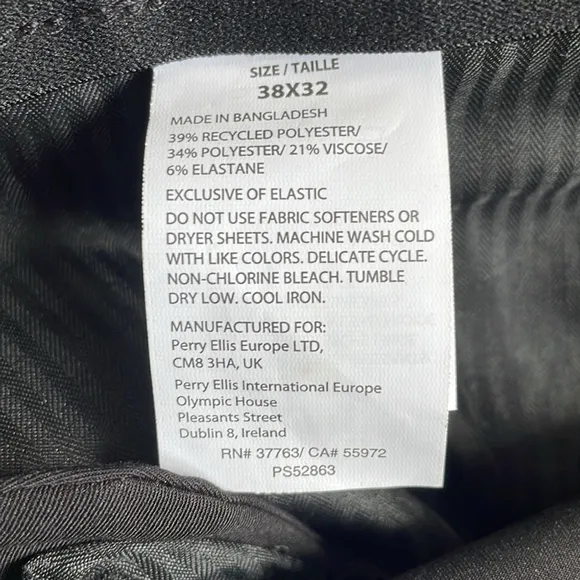 SIZE / TAILLE
38X32
MADE IN BANGLADESH
39% RECYCLED POLYESTER/
34% POLYESTER/ 21% VISCOSE/
6% ELASTANE
EXCLUSIVE OF ELASTIC
DO NOT USE FABRIC SOFTENERS OR
DRYER SHEETS. MACHINE WASH COLD
WITH LIKE COLORS. DELICATE CYCLE.
NON-CHLORINE BLEACH. TUMBLE
DRY LOW. COOL IRON.
MANUFACTURED FOR:
Perry Ellis Europe LTD,
CM8 3HA, UK
Perry Ellis International Europe
Olympic House
Pleasants Street
Dublin 8, Ireland
RN# 37763/ CA# 55972
PS52863